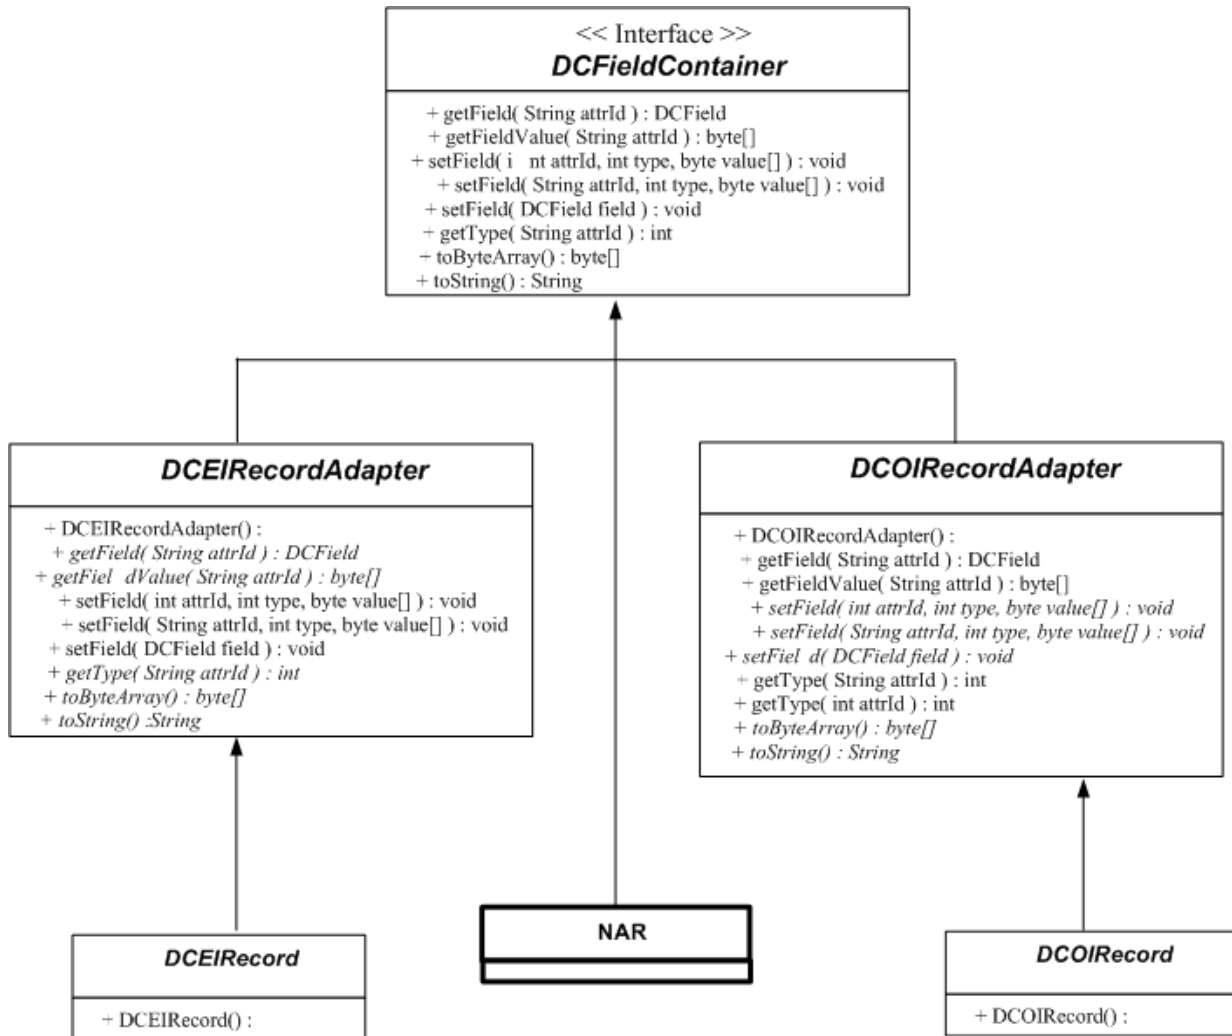 << Interface >>
DCFieldContainer
+ getField( String attrId ) : DCField
+ getFieldValue( String attrId ) : byte[]
+ setField( i nt attrId, int type, byte value[] ) : void
+ setField( String attrId, int type, byte value[] ) : void
+ setField( DCField field ) : void
+ getType( String attrId ) : int
+ toByteArray() : byte[]
+ toString() : String
DCEIRecordAdapter
+ DCEIRecordAdapter() :
+ getField( String attrId ) : DCField
+ getFiel dValue( String attrId ) : byte[]
+ setField( int attrId, int type, byte value[] ) : void
+ setField( String attrId, int type, byte value[] ) : void
+ setField( DCField field ) : void
+ getType( String attrId ) : int
+ toByteArray() : byte[]
+ toString() :String
DCOIRecordAdapter
+ DCOIRecordAdapter() :
+ getField( String attrId ) : DCField
+ getFieldValue( String attrId ) : byte[]
+ setField( int attrId, int type, byte value[] ) : void
+ setField( String attrId, int type, byte value[] ) : void
+ setFiel d( DCField field ) : void
+ getType( String attrId ) : int
+ getType( int attrId ) : int
+ toByteArray() : byte[]
+ toString() : String
DCEIRecord
+ DCEIRecord() :
NAR
DCOIRecord
+ DCOIRecord() :